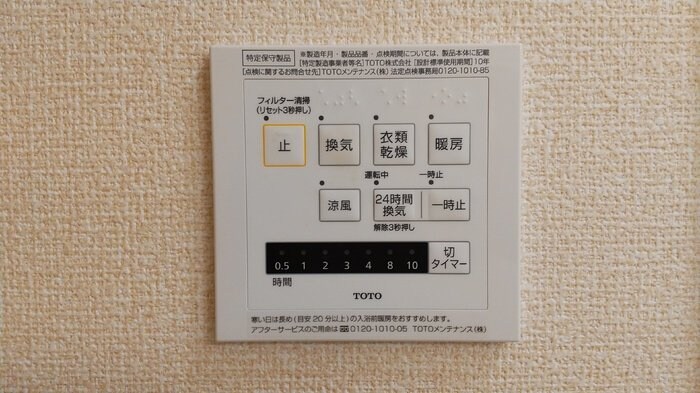 特定保守製品
※製造年月・製品品番・点検期間については、製品本体に記載
[特定製造事業者等名]TOTO株式会社 [設計標準使用期間]10年
[点検に関するお問合せ先]TOTOメンテナンス(株) 法定点検事務局0120-1010-85
フィルター清掃
(リセット3秒押し)
止
換気
衣類
乾燥
暖房
運転中
一時止
涼風
24時間
換気
一時止
解除3秒押し
0.5 1 2 3 4 8 10
切
タイマー
時間
TOTO
寒い日は長め(目安20分以上)の入浴前暖房をおすすめします。
アフターサービスのご用命は 0120-1010-05 TOTOメンテナンス(株)